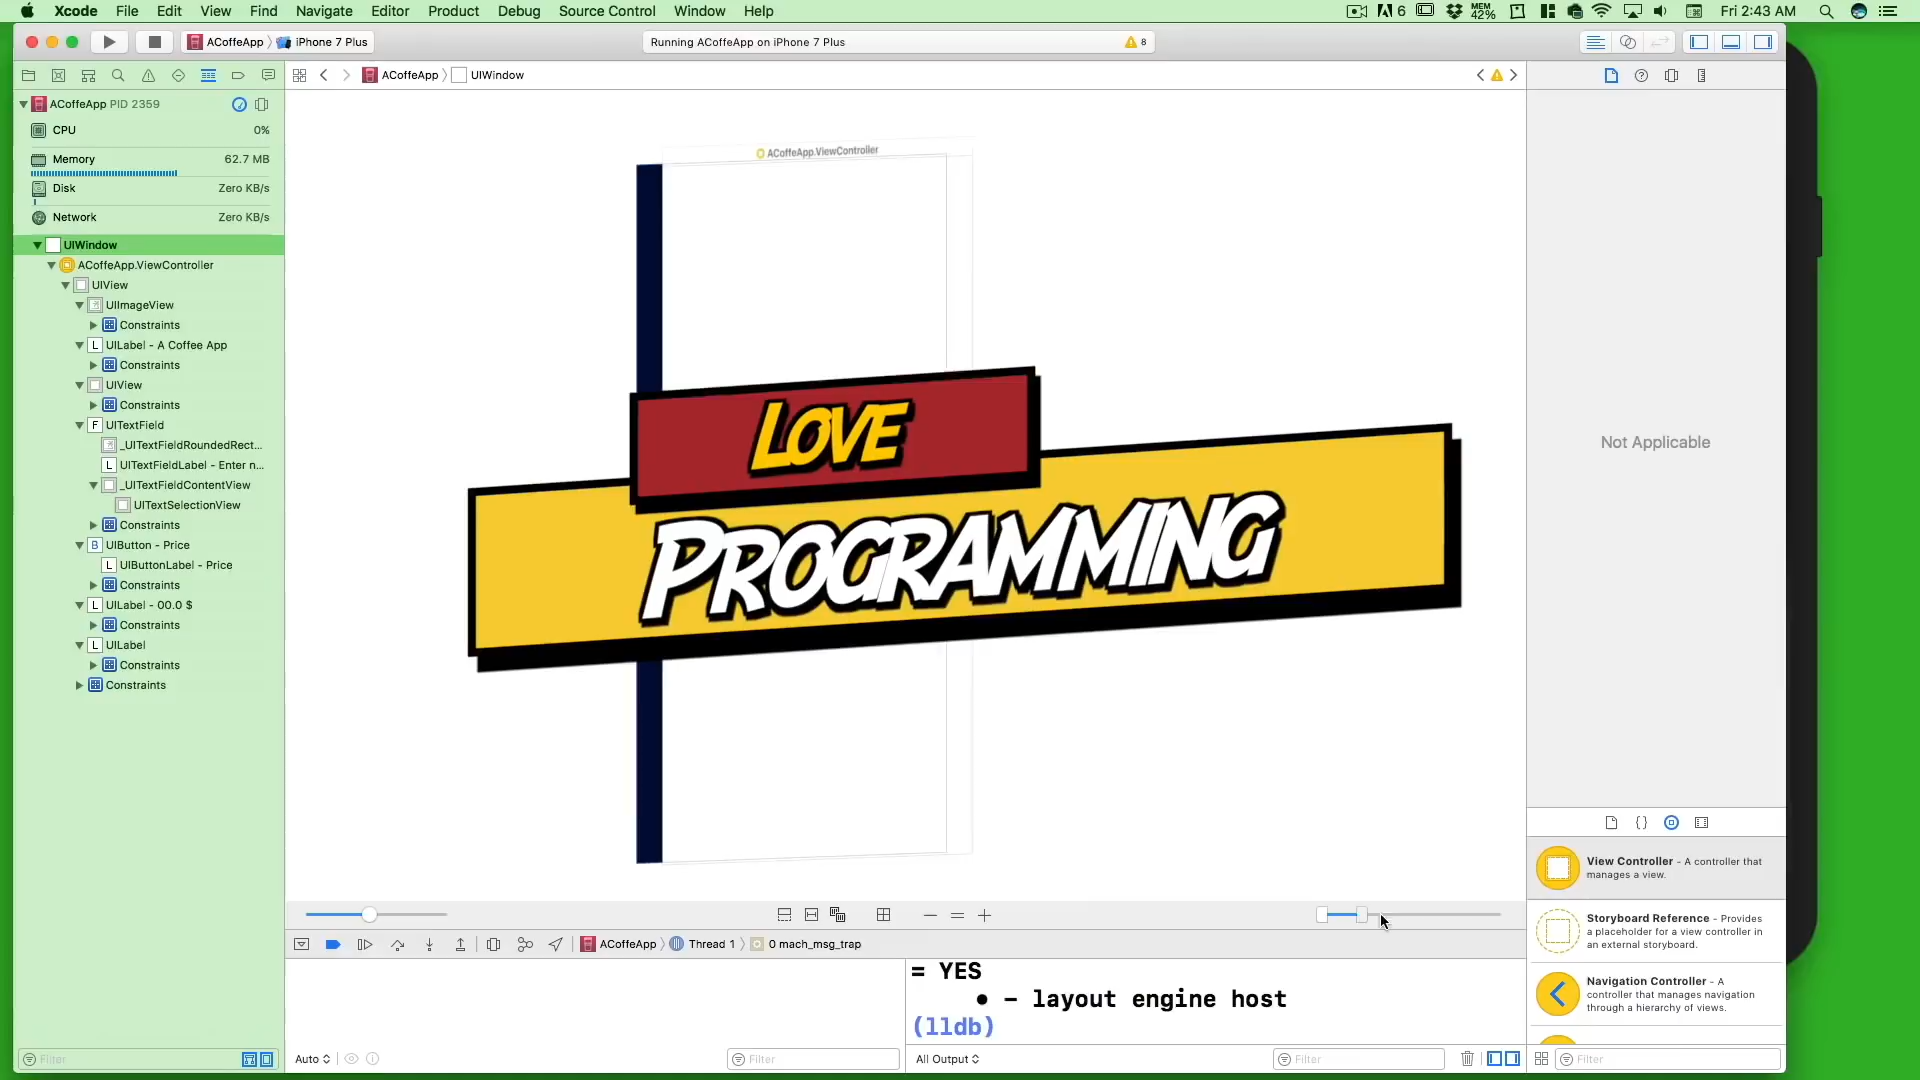 Xcode File Edit View Find Navigate Editor Product Debug Source Control Window Help
6 MEM 42% Fri 2:43 AM
ACoffeApp iPhone 7 Plus
Running ACoffeApp on iPhone 7 Plus
8
ACoffeApp UIWindow
ACoffeApp PID 2359
CPU 0%
Memory 62.7 MB
Disk Zero KB/s
Network Zero KB/s
UIWindow
ACoffeApp.ViewController
UIView
UIImageView
Constraints
L UILabel - A Coffee App
Constraints
UIView
Constraints
F UITextField
_UITextFieldRoundedRect...
L UITextFieldLabel - Enter n...
_UITextFieldContentView
UITextSelectionView
Constraints
B UIButton - Price
L UIButtonLabel - Price
Constraints
L UILabel - 00.0 $
Constraints
L UILabel
Constraints
Constraints
Filter
ACoffeApp.ViewController
LOVE
PROGRAMMING
ACoffeApp Thread 1 0 mach_msg_trap
= YES
• - layout engine host
(lldb)
Auto
Filter
All Output
Filter
Not Applicable
View Controller - A controller that
manages a view.
Storyboard Reference - Provides
a placeholder for a view controller in
an external storyboard.
Navigation Controller - A
controller that manages navigation
through a hierarchy of views.
Filter